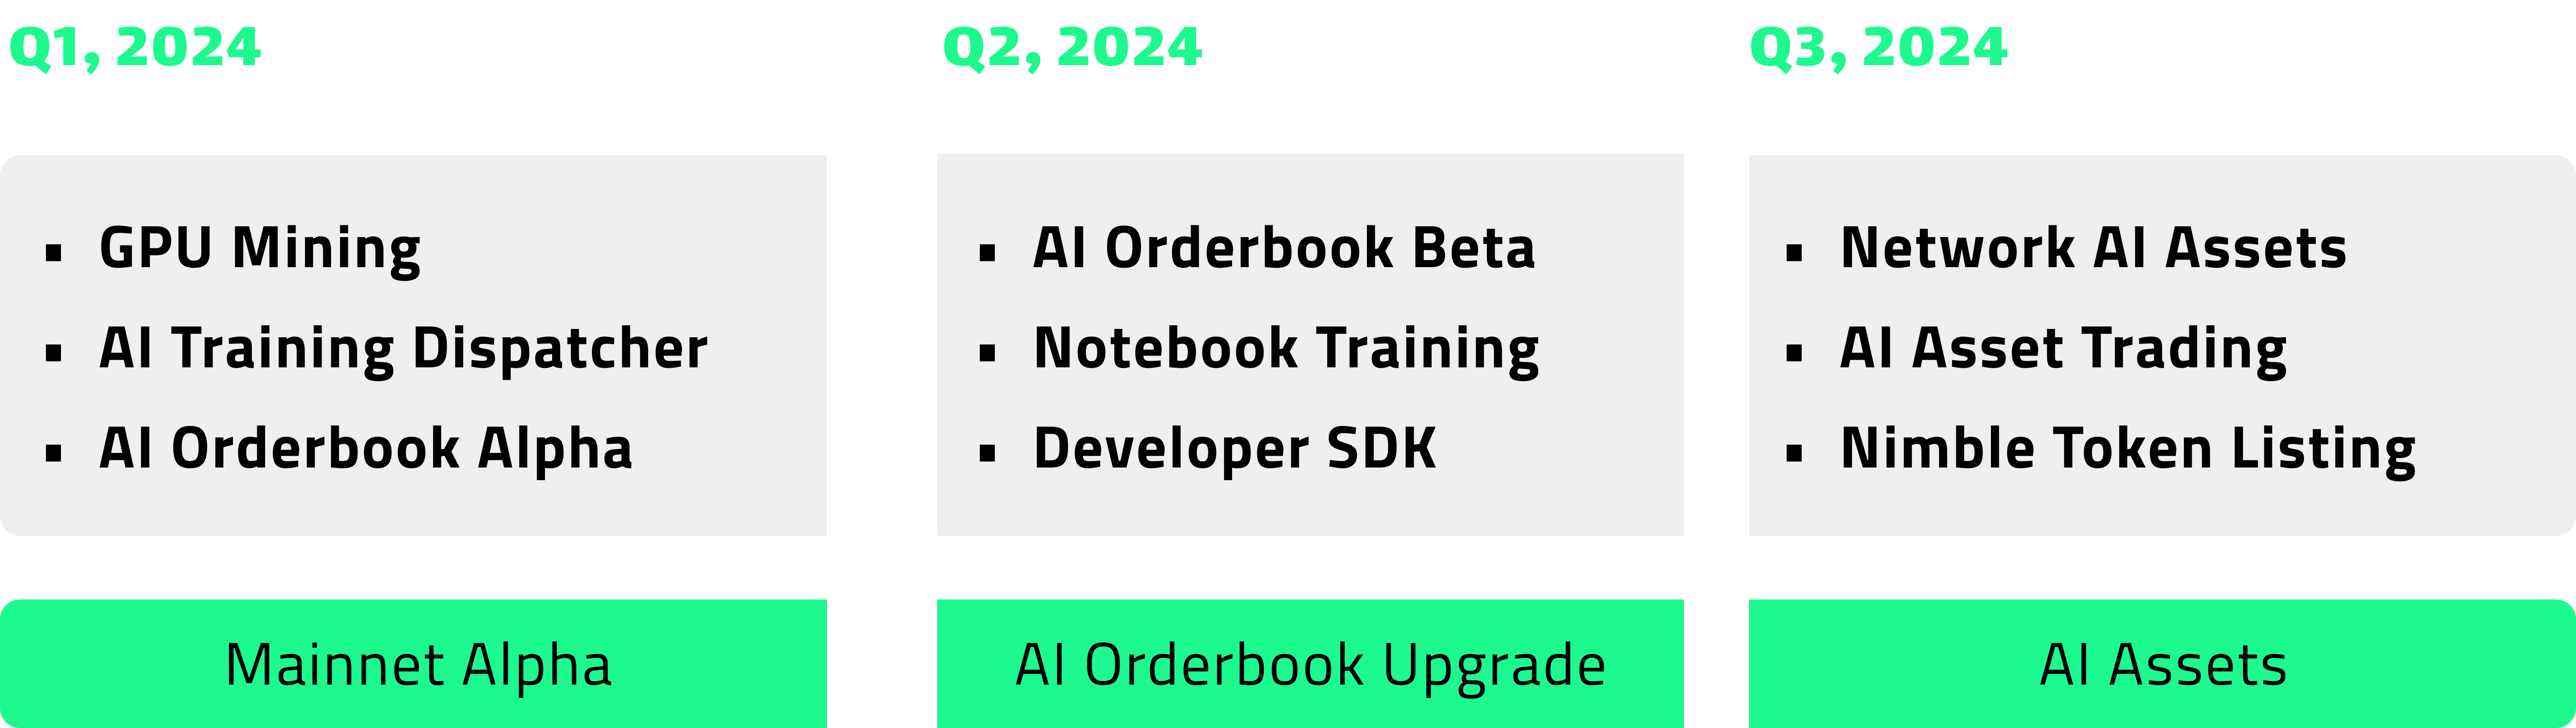 Q1, 2024
▪ GPU Mining
▪ AI Training Dispatcher
▪ AI Orderbook Alpha
Mainnet Alpha
Q2, 2024
▪ AI Orderbook Beta
▪ Notebook Training
▪ Developer SDK
AI Orderbook Upgrade
Q3, 2024
▪ Network AI Assets
▪ AI Asset Trading
▪ Nimble Token Listing
AI Assets